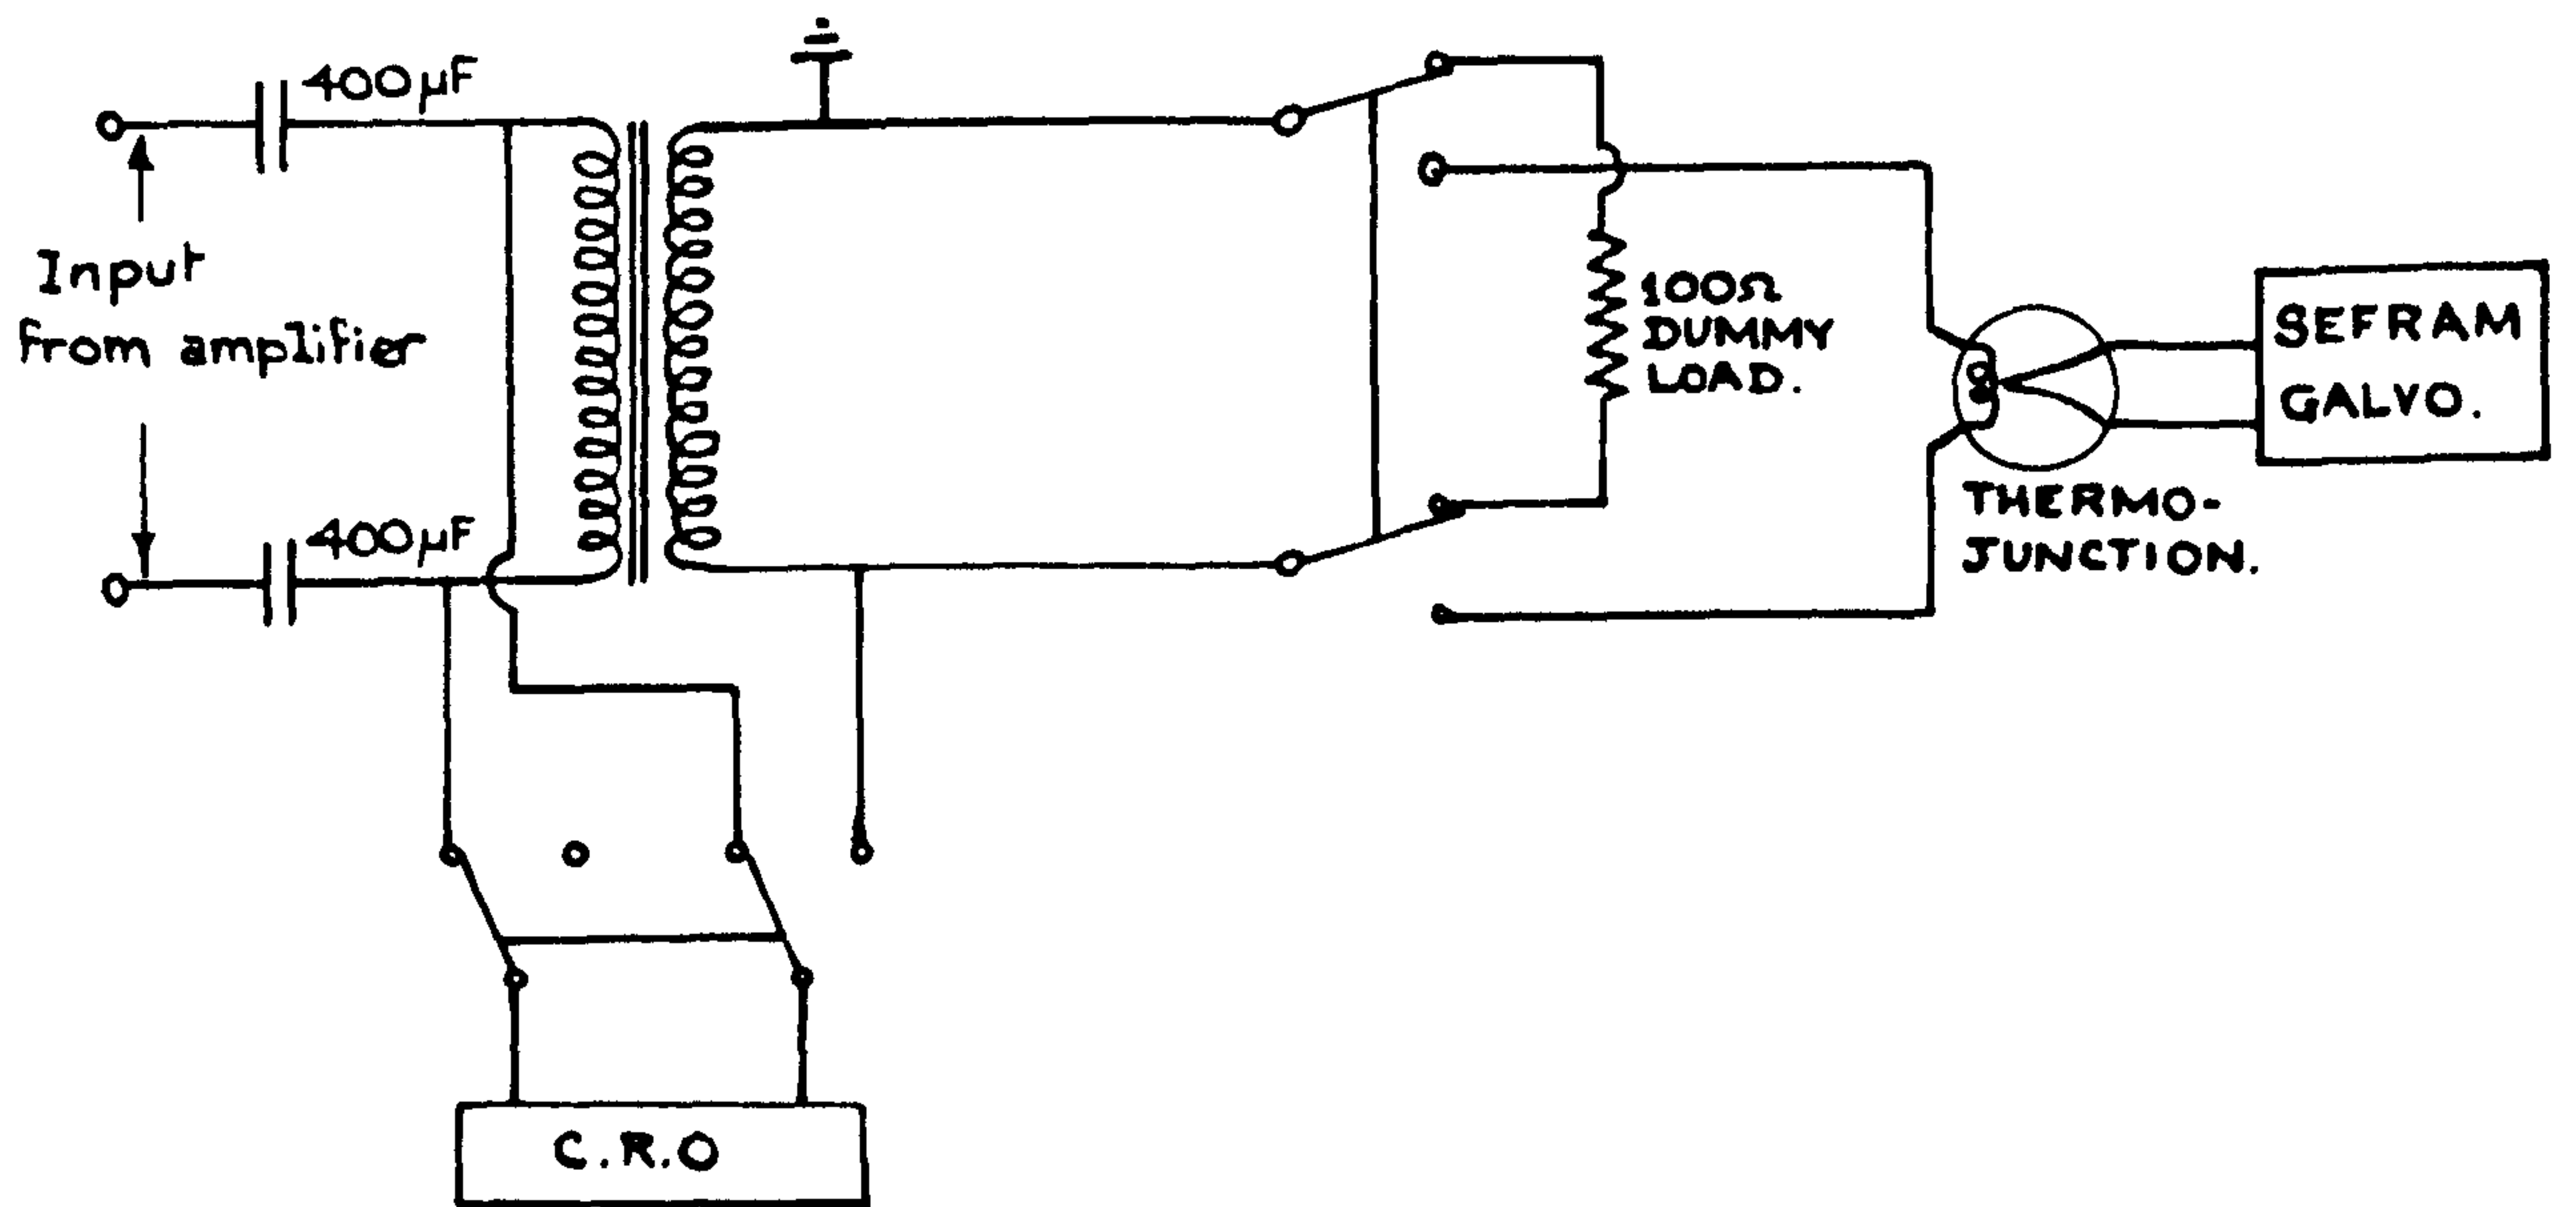 400μF
Input
from amplifier
400μF
100Ω
DUMMY
LOAD.
SEFRAM
GALVO.
THERMO-
JUNCTION.
C.R.O